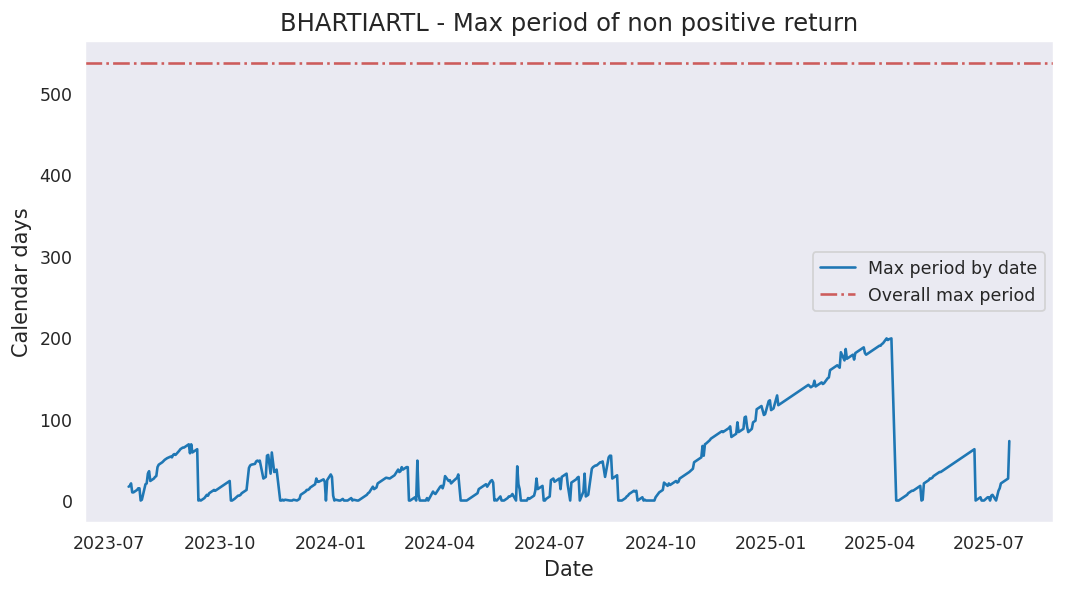 BHARTIARTL - Max period of non positive return
Calendar days
500
400
300
200
100
0
Max period by date
Overall max period
2023-07 2023-10 2024-01 2024-04 2024-07 2024-10 2025-01 2025-04 2025-07
Date